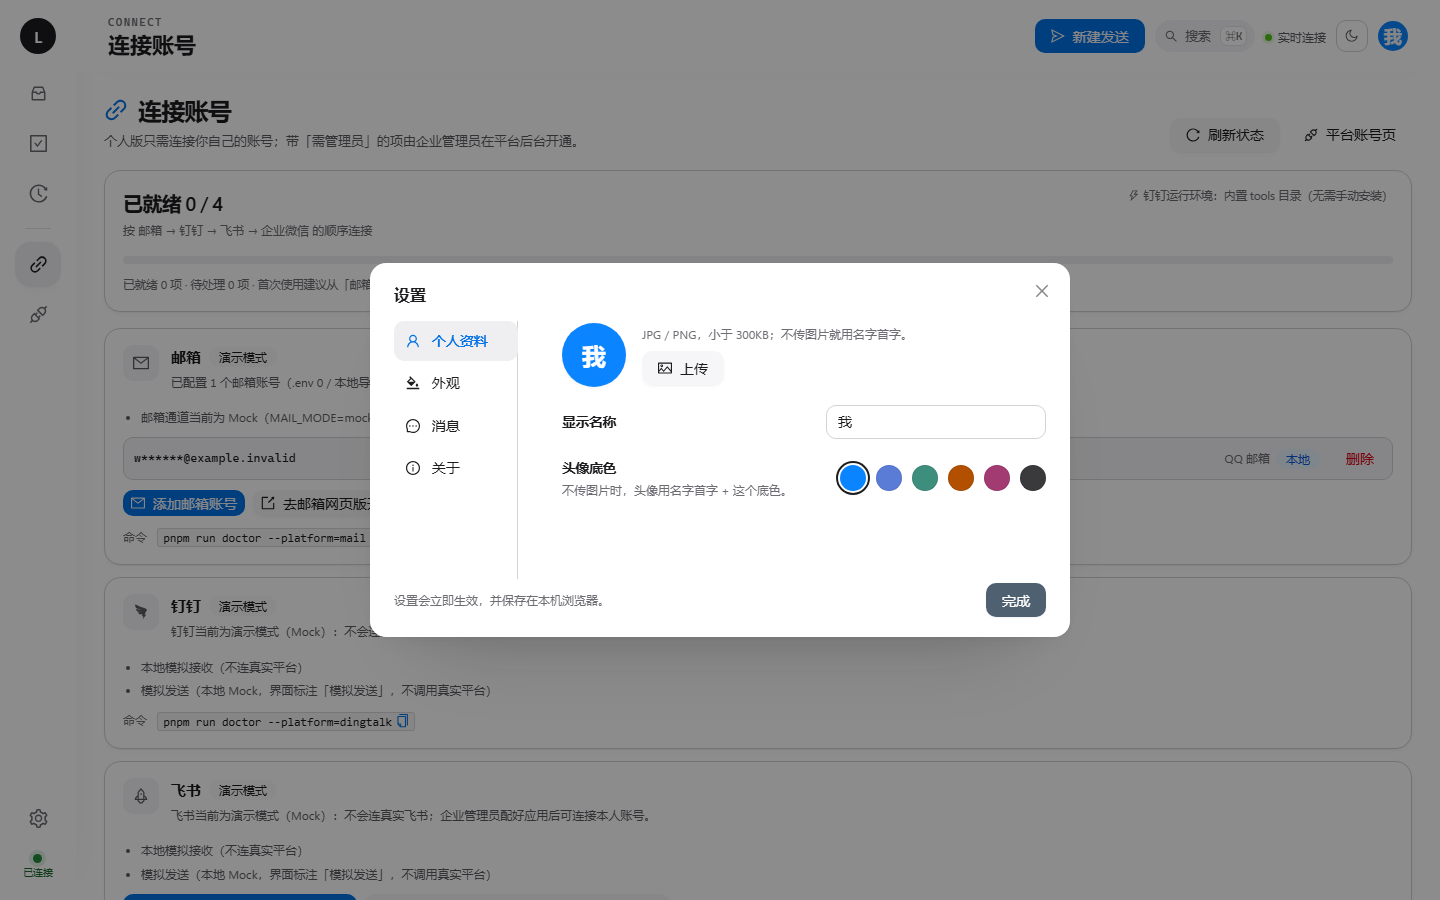 L
CONNECT
连接账号
新建发送
搜索 ⌘K
实时连接
我
连接账号
个人版只需连接你自己的账号；带「需管理员」的项由企业管理员在平台后台开通。
刷新状态
平台账号页
已就绪 0 / 4
钉钉运行环境：内置 tools 目录（无需手动安装）
按 邮箱 → 钉钉 → 飞书 → 企业微信 的顺序连接
已就绪 0 项 · 待处理 0 项 · 首次使用建议从「邮箱
邮箱 演示模式
已配置 1 个邮箱账号（.env 0 / 本地导
邮箱通道当前为 Mock（MAIL_MODE=mock
w******@example.invalid
QQ 邮箱 本地 删除
添加邮箱账号
去邮箱网页版
命令 pnpm run doctor --platform=mail
设置
个人资料
外观
消息
关于
我
JPG / PNG，小于 300KB；不传图片就用名字首字。
上传
显示名称
我
头像底色
不传图片时，头像用名字首字 + 这个底色。
设置会立即生效，并保存在本机浏览器。
完成
钉钉 演示模式
钉钉当前为演示模式（Mock）：不会连
本地模拟接收（不连真实平台）
模拟发送（本地 Mock，界面标注「模拟发送」，不调用真实平台）
命令 pnpm run doctor --platform=dingtalk
飞书 演示模式
飞书当前为演示模式（Mock）：不会连真实飞书；企业管理员配好应用后可连接本人账号。
本地模拟接收（不连真实平台）
模拟发送（本地 Mock，界面标注「模拟发送」，不调用真实平台）
已连接